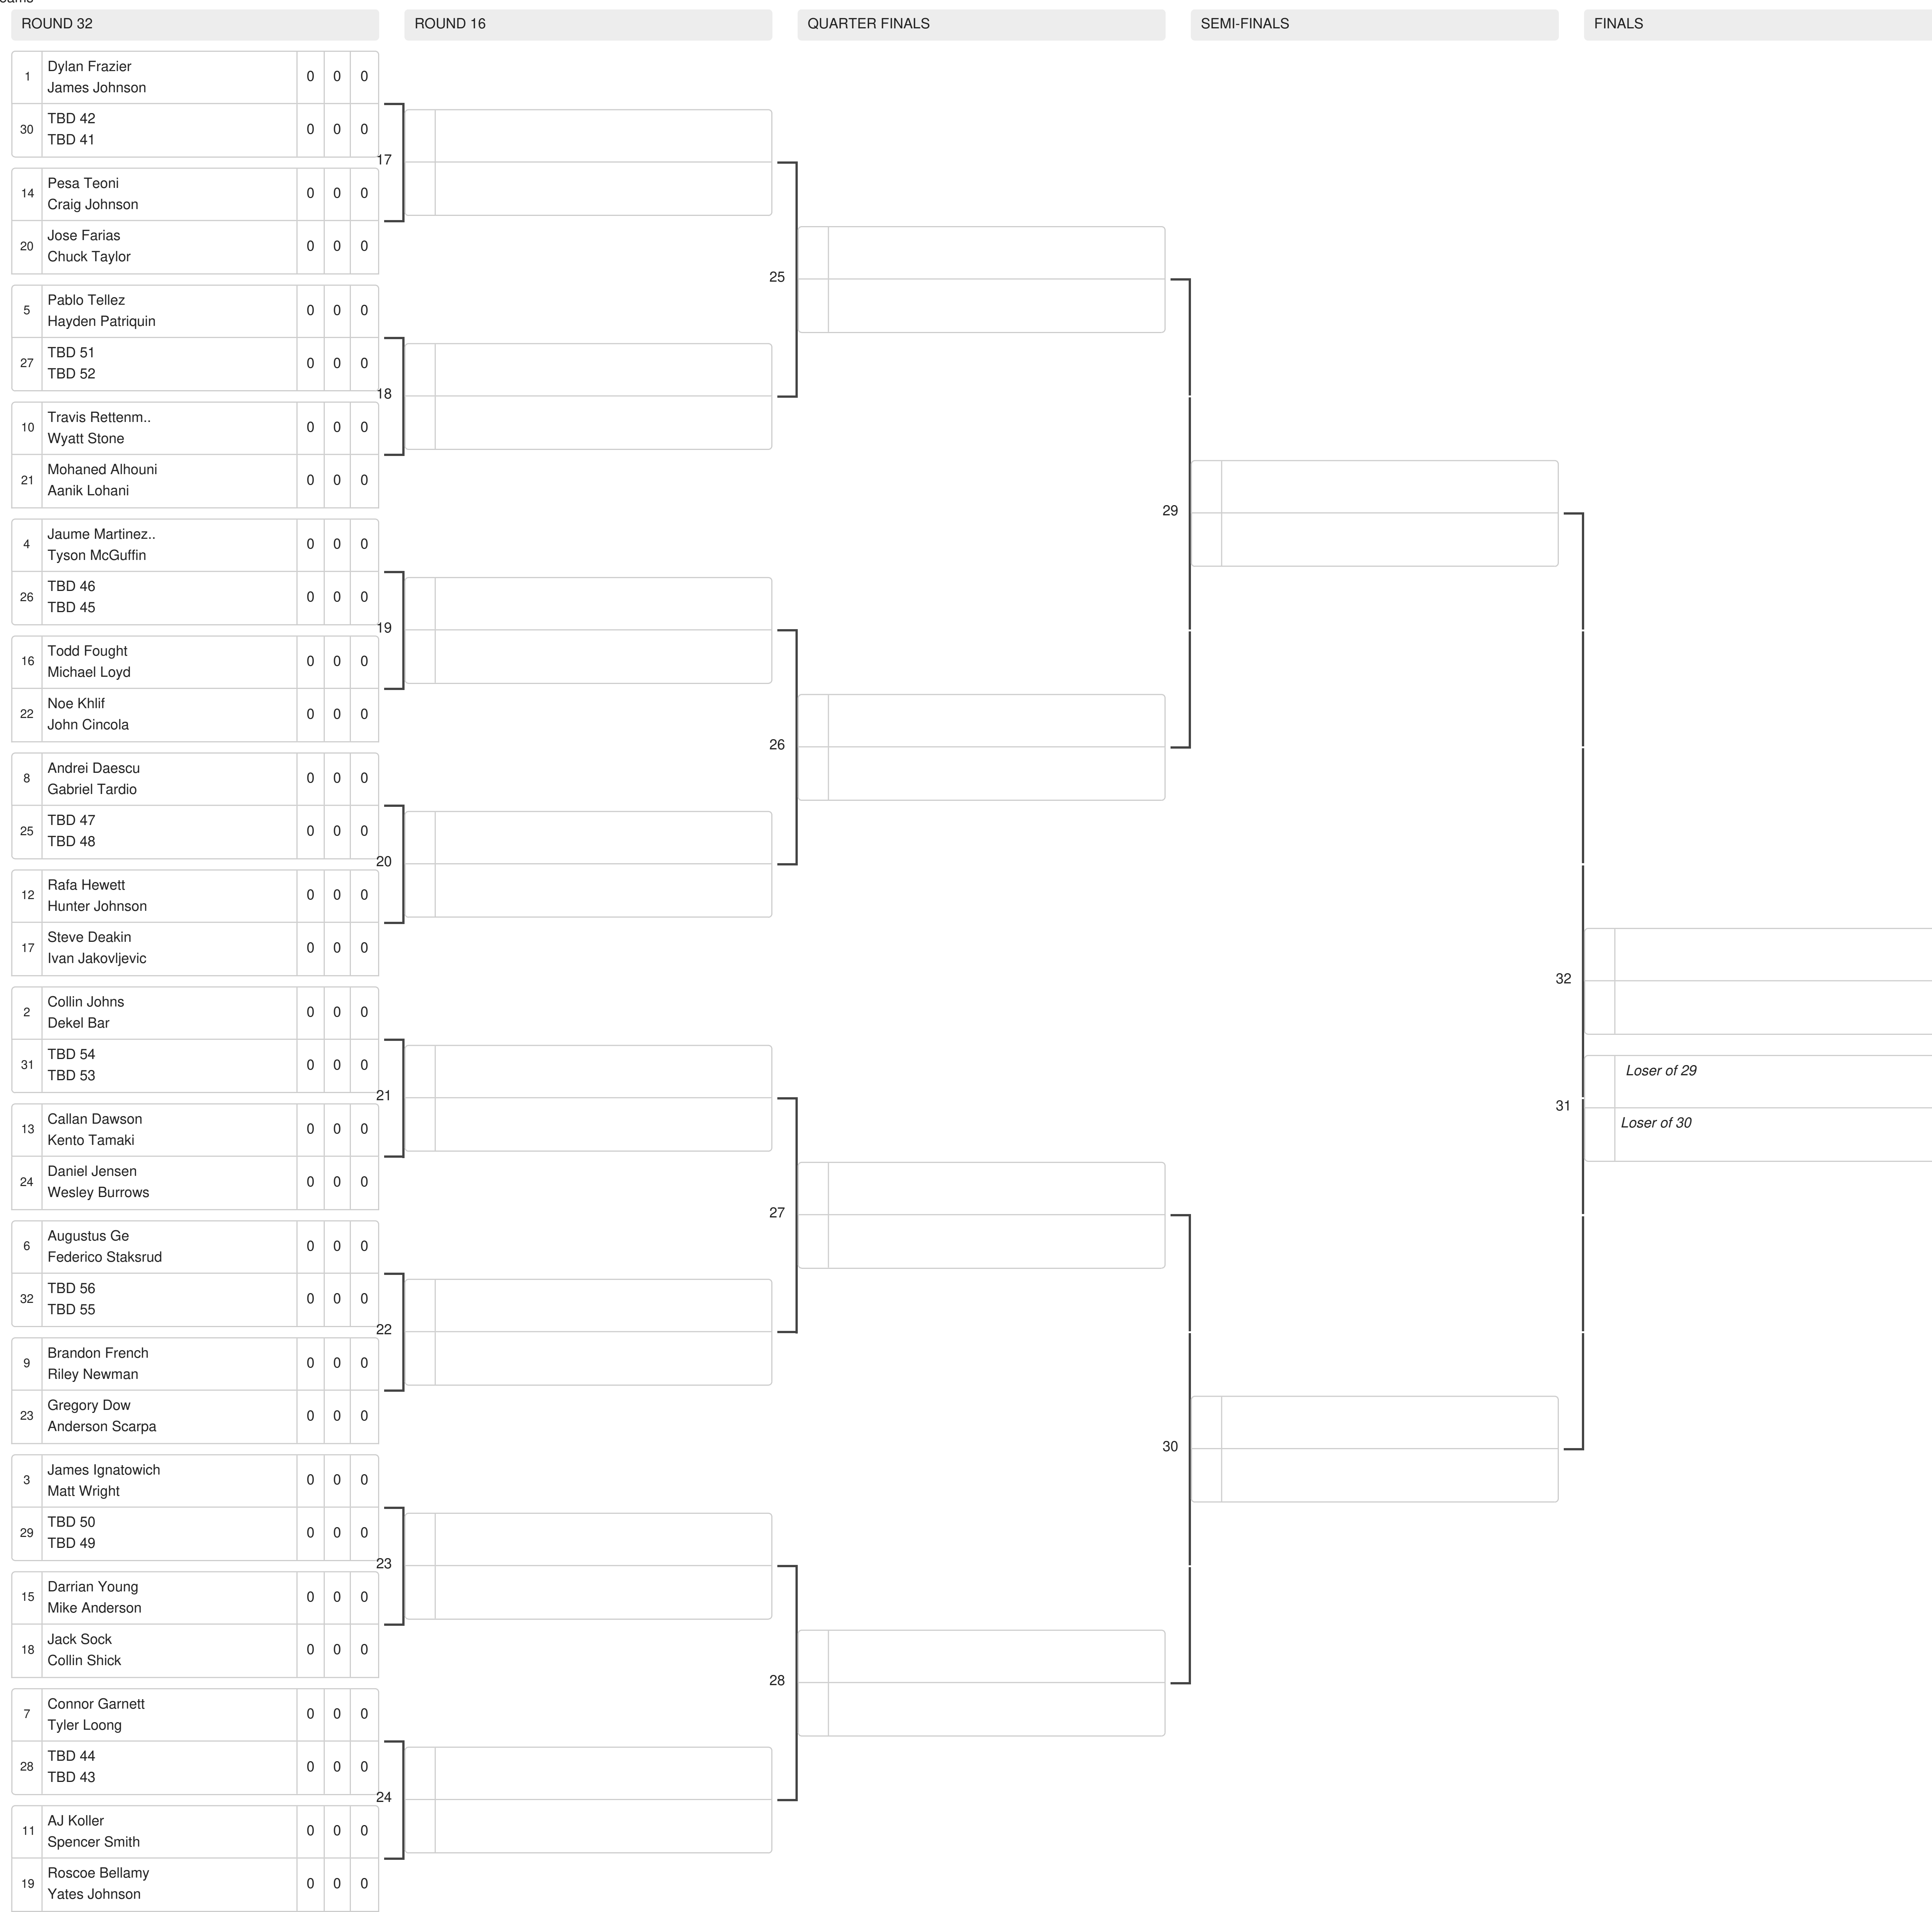 ROUND 32
ROUND 16
QUARTER FINALS
SEMI-FINALS
FINALS
1 Dylan Frazier
James Johnson 0 0 0
30 TBD 42
TBD 41 0 0 0
17
14 Pesa Teoni
Craig Johnson 0 0 0
20 Jose Farias
Chuck Taylor 0 0 0
25
5 Pablo Tellez
Hayden Patriquin 0 0 0
27 TBD 51
TBD 52 0 0 0
18
10 Travis Rettenm..
Wyatt Stone 0 0 0
21 Mohaned Alhouni
Aanik Lohani 0 0 0
29
4 Jaume Martinez..
Tyson McGuffin 0 0 0
26 TBD 46
TBD 45 0 0 0
19
16 Todd Fought
Michael Loyd 0 0 0
22 Noe Khlif
John Cincola 0 0 0
26
8 Andrei Daescu
Gabriel Tardio 0 0 0
25 TBD 47
TBD 48 0 0 0
20
12 Rafa Hewett
Hunter Johnson 0 0 0
17 Steve Deakin
Ivan Jakovljevic 0 0 0
32
2 Collin Johns
Dekel Bar 0 0 0
31 TBD 54
TBD 53 0 0 0
21
Loser of 29
31
Loser of 30
13 Callan Dawson
Kento Tamaki 0 0 0
24 Daniel Jensen
Wesley Burrows 0 0 0
27
6 Augustus Ge
Federico Staksrud 0 0 0
32 TBD 56
TBD 55 0 0 0
22
9 Brandon French
Riley Newman 0 0 0
23 Gregory Dow
Anderson Scarpa 0 0 0
30
3 James Ignatowich
Matt Wright 0 0 0
29 TBD 50
TBD 49 0 0 0
23
15 Darrian Young
Mike Anderson 0 0 0
18 Jack Sock
Collin Shick 0 0 0
28
7 Connor Garnett
Tyler Loong 0 0 0
28 TBD 44
TBD 43 0 0 0
24
11 AJ Koller
Spencer Smith 0 0 0
19 Roscoe Bellamy
Yates Johnson 0 0 0